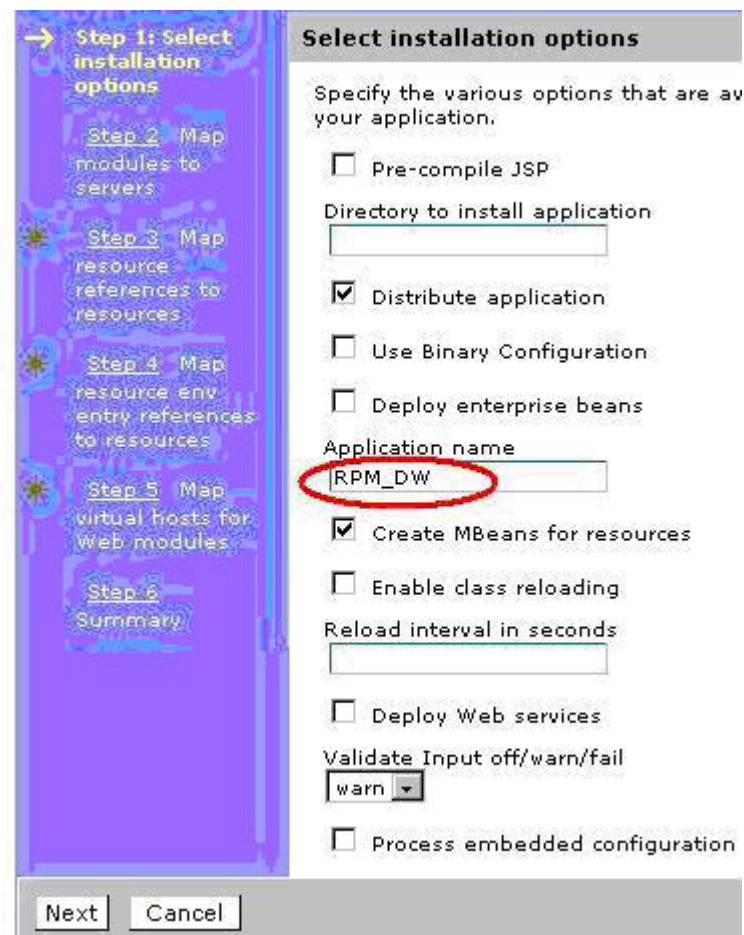 Step 1: Select
installation
options
Step 2 Map
modules to
servers
Step 3 Map
resource
references to
resources
Step 4 Map
resource env
entry references
to resources
Step 5 Map
virtual hosts for
Web modules
Step 6
Summary
Select installation options
Specify the various options that are av
your application.
Pre-compile JSP
Directory to install application
Distribute application
Use Binary Configuration
Deploy enterprise beans
Application name
RPM_DW
Create MBeans for resources
Enable class reloading
Reload interval in seconds
Deploy Web services
Validate Input off/warn/fail
warn
Process embedded configuration
Next Cancel